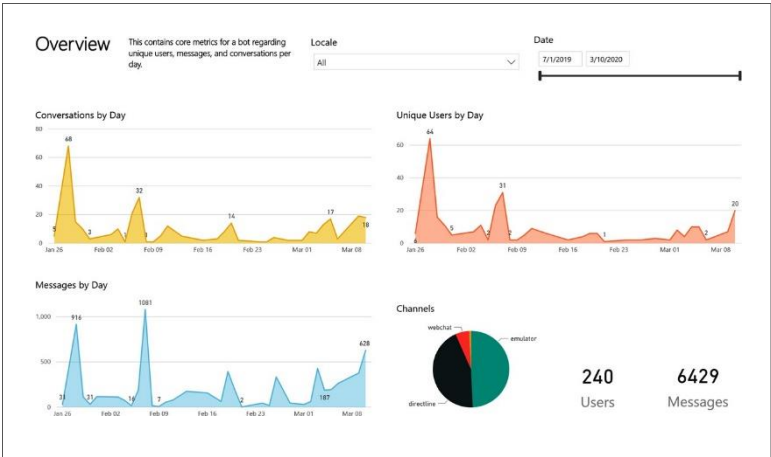 Overview
This contains core metrics for a bot regarding
unique users, messages, and conversations per
day.
Locale
All
Date
7/1/2019 3/10/2020
Conversations by Day
80
60
40
20
0
5
68
3
1
32
1
14
17
18
Jan 26 Feb 02 Feb 09 Feb 16 Feb 23 Mar 01 Mar 08
Unique Users by Day
60
40
20
0
64
5
2
31
2
1
2
20
Jan 26 Feb 02 Feb 09 Feb 16 Feb 23 Mar 01 Mar 08
Messages by Day
1,000
500
0
31
916
31
16
1081
7
2
187
628
Jan 26 Feb 02 Feb 09 Feb 16 Feb 23 Mar 01 Mar 08
Channels
webchat
emulator
directline
240
Users
6429
Messages